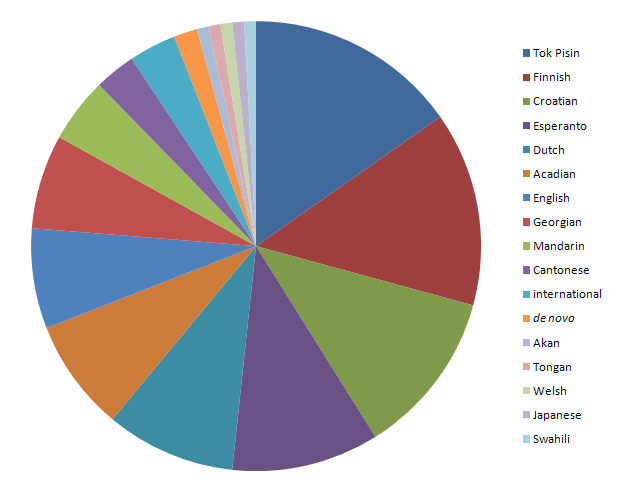 Tok Pisin
Finnish
Croatian
Esperanto
Dutch
Acadian
English
Georgian
Mandarin
Cantonese
international
de novo
Akan
Tongan
Welsh
Japanese
Swahili